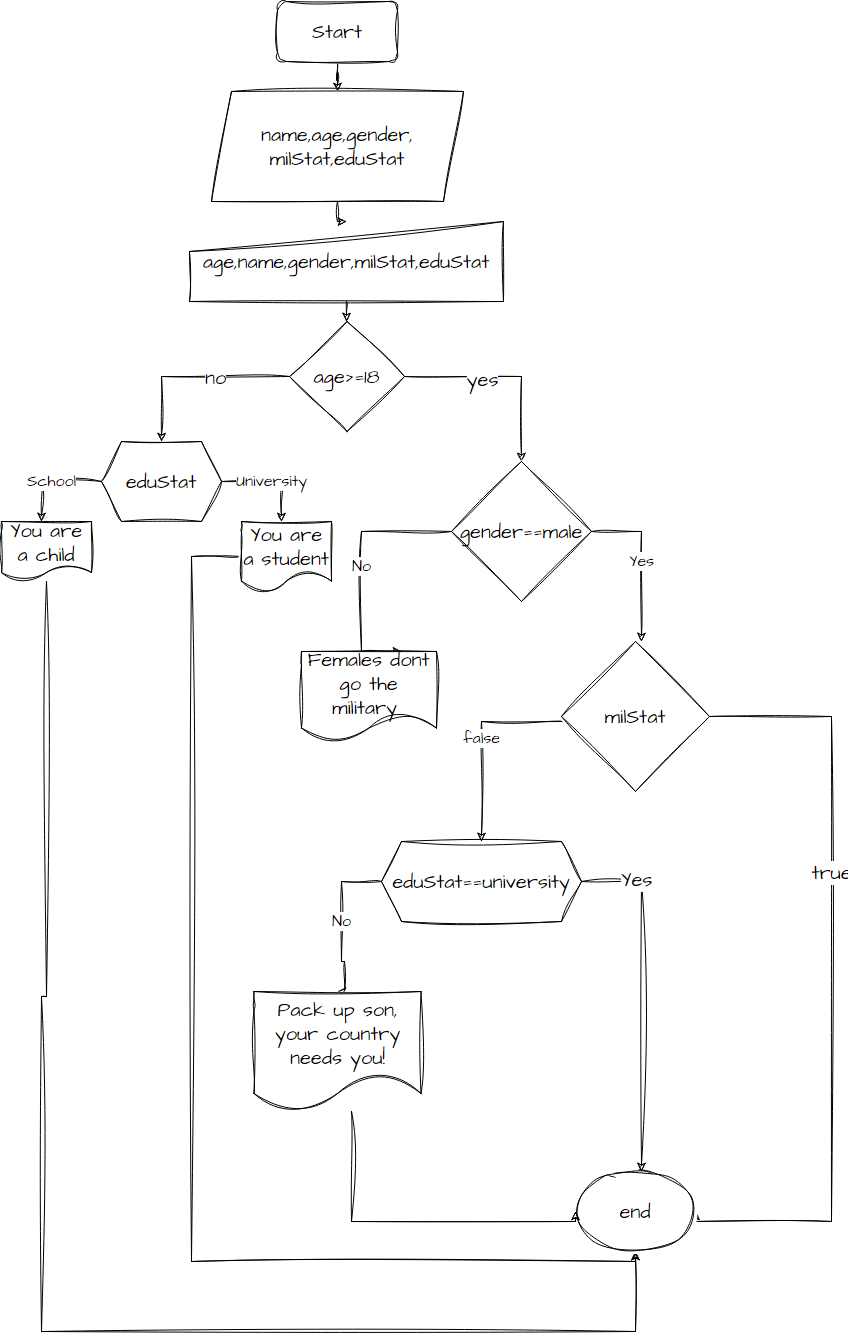 Start
name,age,gender,
milStat,eduStat
age,name,gender,milStat,eduStat
age>=18
no
yes
eduStat
School
university
You are
a child
You are
a student
gender==male
No
Yes
Females dont
go the
military
milStat
false
true
eduStat==university
Yes
No
Pack up son,
your country
needs you!
end